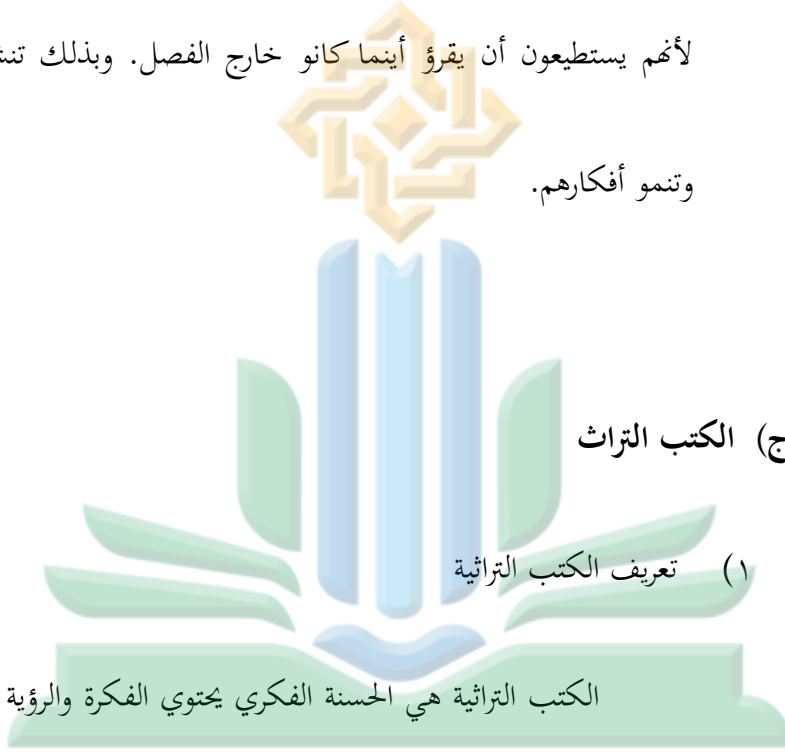 لأنهم يستطيعون أن يقرؤ أينما كانو خارج الفصل. وبذلك
وتنمو أفكارهم.
ج) الكتب التراث
١) تعريف الكتب التراثية
الكتب التراثية هي الحسنة الفكري يحتوي الفكرة والرؤية